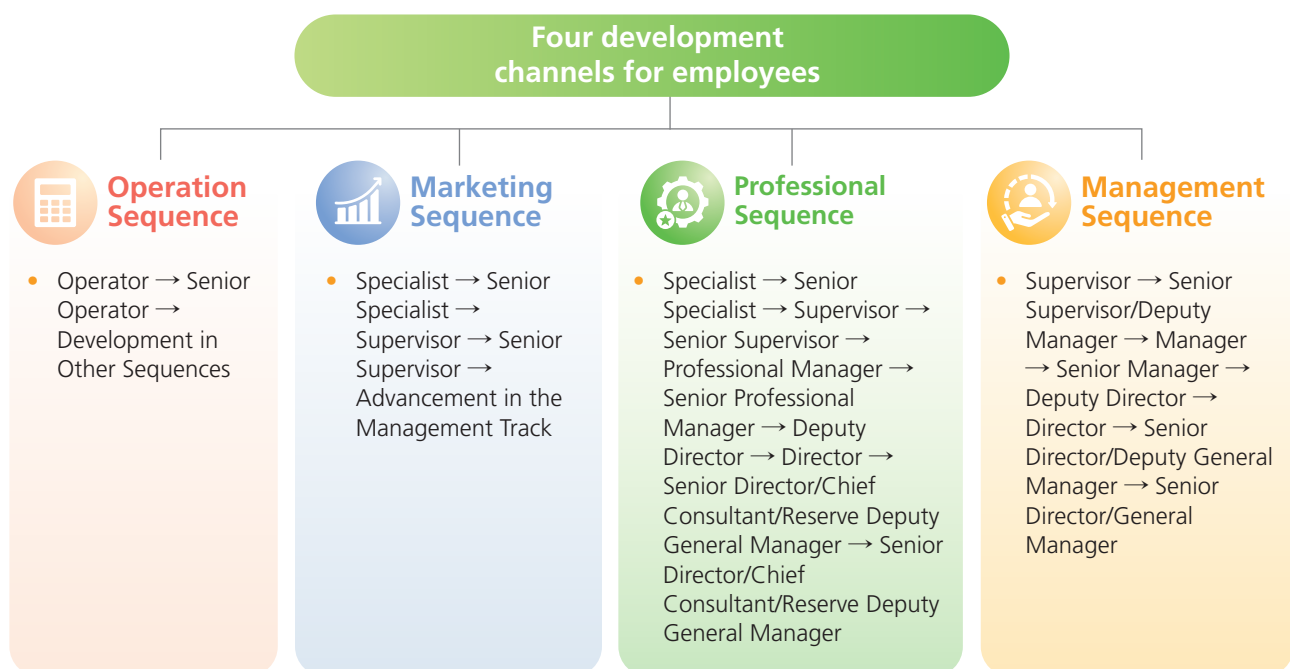 Four development
channels for employees
Operation
Sequence
• Operator → Senior
Operator →
Development in
Other Sequences
Marketing
Sequence
• Specialist → Senior
Specialist →
Supervisor → Senior
Supervisor →
Advancement in the
Management Track
Professional
Sequence
• Specialist → Senior
Specialist → Supervisor →
Senior Supervisor →
Professional Manager →
Senior Professional
Manager → Deputy
Director → Director →
Senior Director/Chief
Consultant/Reserve Deputy
General Manager → Senior
Director/Chief
Consultant/Reserve Deputy
General Manager
Management
Sequence
• Supervisor → Senior
Supervisor/Deputy
Manager → Manager
→ Senior Manager →
Deputy Director →
Director → Senior
Director/Deputy General
Manager → Senior
Director/General
Manager